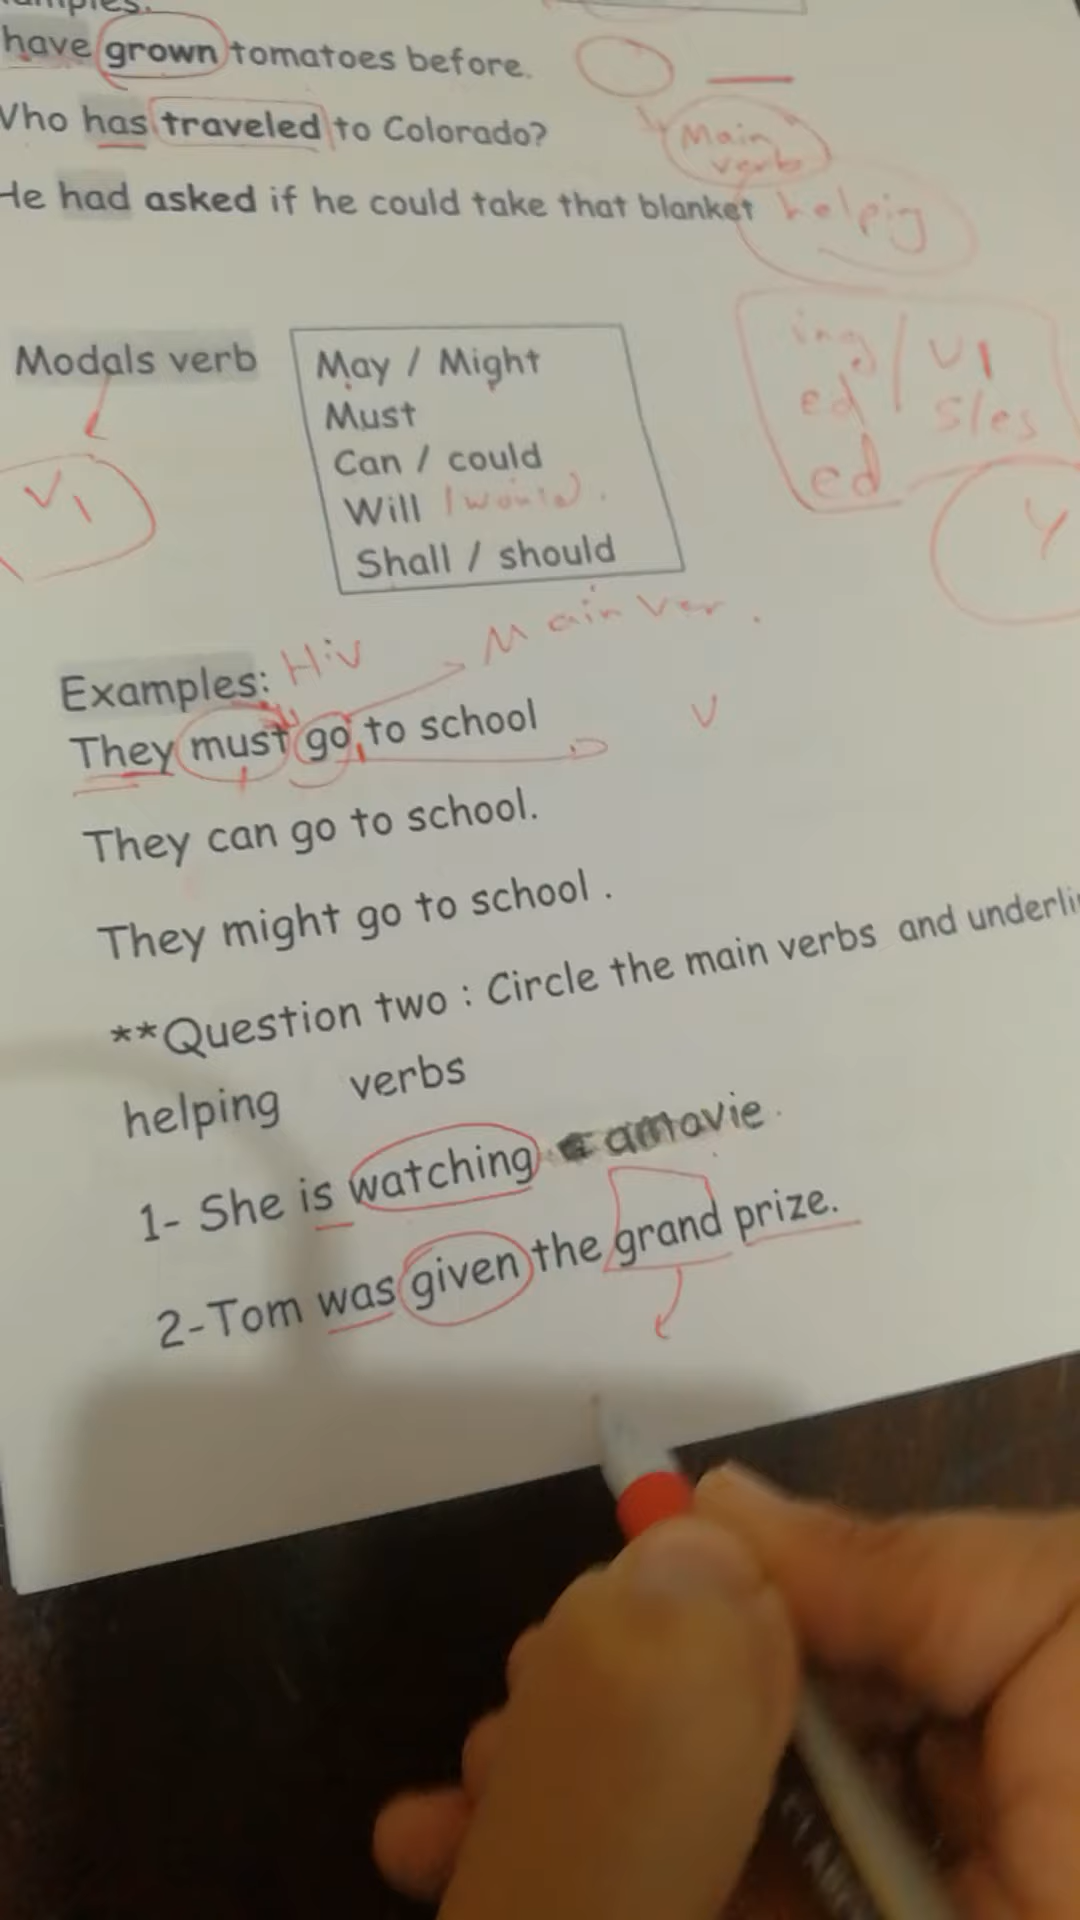 have grown tomatoes before.
Who has traveled to Colorado?
Main
verb
He had asked if he could take that blanket
helpig
Modals verb
May / Might
Must
Can / could
Will / would.
Shall / should
ing / V1
ed s/es
ed
V1
Y
Examples: H.V
Main Ver.
They must go to school
V
They can go to school.
They might go to school .
**Question two : Circle the main verbs and
helping verbs
1- She is watching amovie.
2-Tom was given the grand prize.